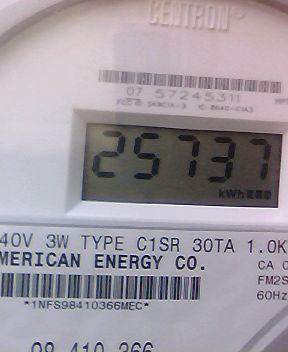 CENTRON®
07 57245311
25737
kWh
40V 3W TYPE C1SR 30TA 1.0K
MERICAN ENERGY CO.
CA 0
FM2S
60Hz
*1NFS98410366MEC*
98 410 366